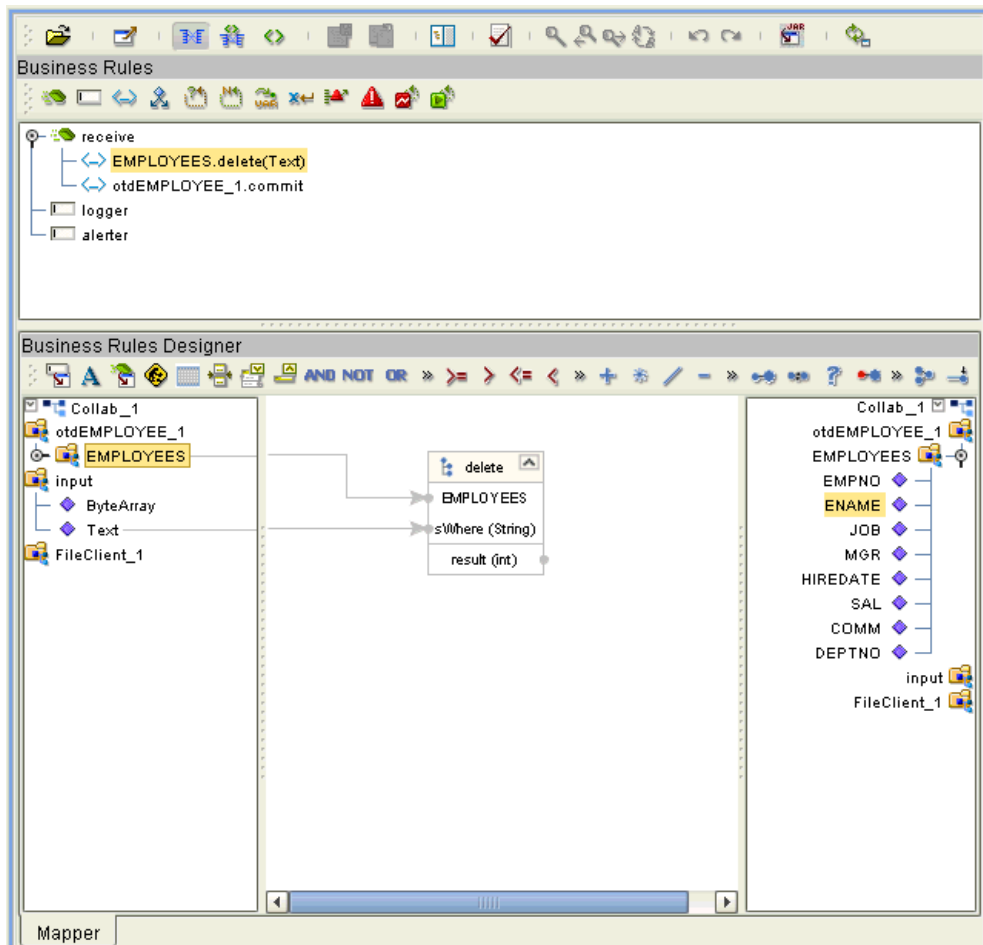 JAR
Business Rules
receive
EMPLOYEES.delete(Text)
otdEMPLOYEE_1.commit
logger
alerter
Business Rules Designer
A AND NOT OR » >= > <= < » + * / - » ? » 
Collab_1
otdEMPLOYEE_1
EMPLOYEES
input
ByteArray
Text
FileClient_1
delete
EMPLOYEES
sWhere (String)
result (int)
Collab_1
otdEMPLOYEE_1
EMPLOYEES
EMPNO
ENAME
JOB
MGR
HIREDATE
SAL
COMM
DEPTNO
input
FileClient_1
Mapper